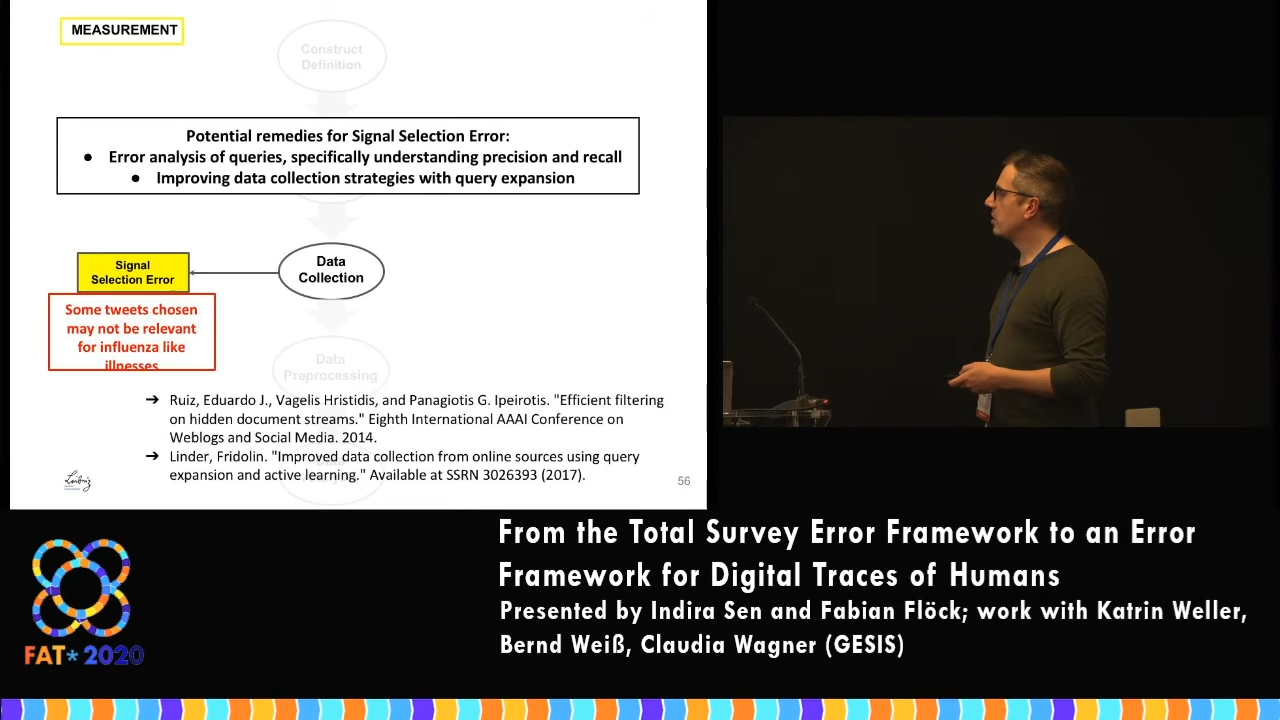 MEASUREMENT
Construct
Definition
Potential remedies for Signal Selection Error:
● Error analysis of queries, specifically understanding precision and recall
● Improving data collection strategies with query expansion
Signal
Selection Error
Data
Collection
Some tweets chosen
may not be relevant
for influenza like
illnesses
Data
Preprocessing
➔ Ruiz, Eduardo J., Vagelis Hristidis, and Panagiotis G. Ipeirotis. "Efficient filtering
on hidden document streams." Eighth International AAAI Conference on
Weblogs and Social Media. 2014.
➔ Linder, Fridolin. "Improved data collection from online sources using query
expansion and active learning." Available at SSRN 3026393 (2017).
Leibniz
56
From the Total Survey Error Framework to an Error
Framework for Digital Traces of Humans
Presented by Indira Sen and Fabian Flöck; work with Katrin Weller,
Bernd Weiß, Claudia Wagner (GESIS)
FAT* 2020